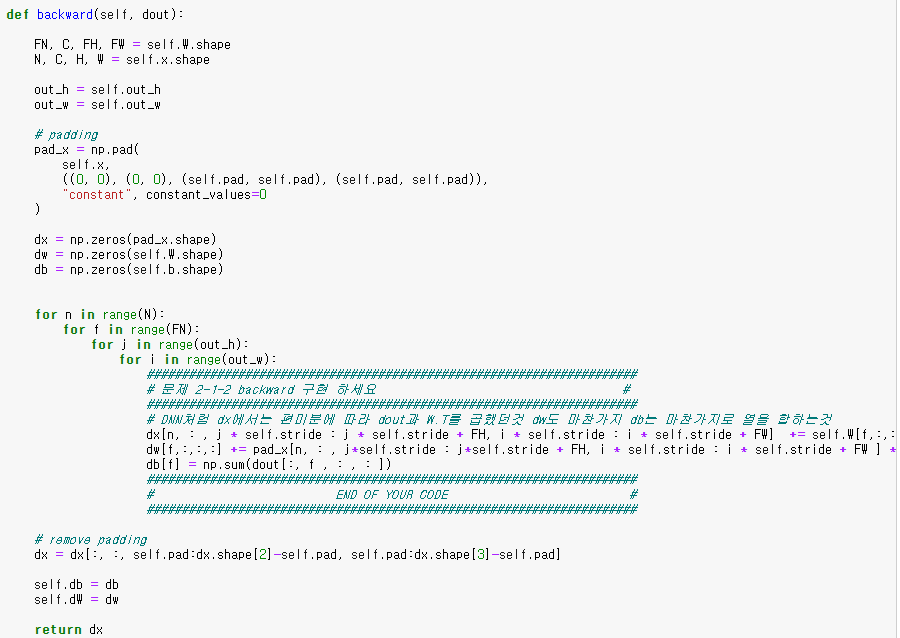 def backward(self, dout):
FN, C, FH, FW = self.W.shape
N, C, H, W = self.x.shape
out_h = self.out_h
out_w = self.out_w
# padding
pad_x = np.pad(
self.x,
((0, 0), (0, 0), (self.pad, self.pad), (self.pad, self.pad)),
"constant", constant_values=0
)
dx = np.zeros(pad_x.shape)
dw = np.zeros(self.W.shape)
db = np.zeros(self.b.shape)
for n in range(N):
for f in range(FN):
for j in range(out_h):
for i in range(out_w):
######################################################################
# 문제 2-1-2 backward 구현 하세요 #
######################################################################
# DNN처럼 dx에서는 편미분에 따라 dout과 W.T를 곱했던것 dw도 마찬가지 db는 마찬가지로 열을 합하는것
dx[n, : , j * self.stride : j * self.stride + FH, i * self.stride : i * self.stride + FW] += self.W[f,:,:
dw[f,:,:,:] += pad_x[n, : , j*self.stride : j*self.stride + FH, i * self.stride : i * self.stride + FW ] *
db[f] = np.sum(dout[:, f , : , : ])
######################################################################
# END OF YOUR CODE #
######################################################################
# remove padding
dx = dx[:, :, self.pad:dx.shape[2]-self.pad, self.pad:dx.shape[3]-self.pad]
self.db = db
self.dW = dw
return dx